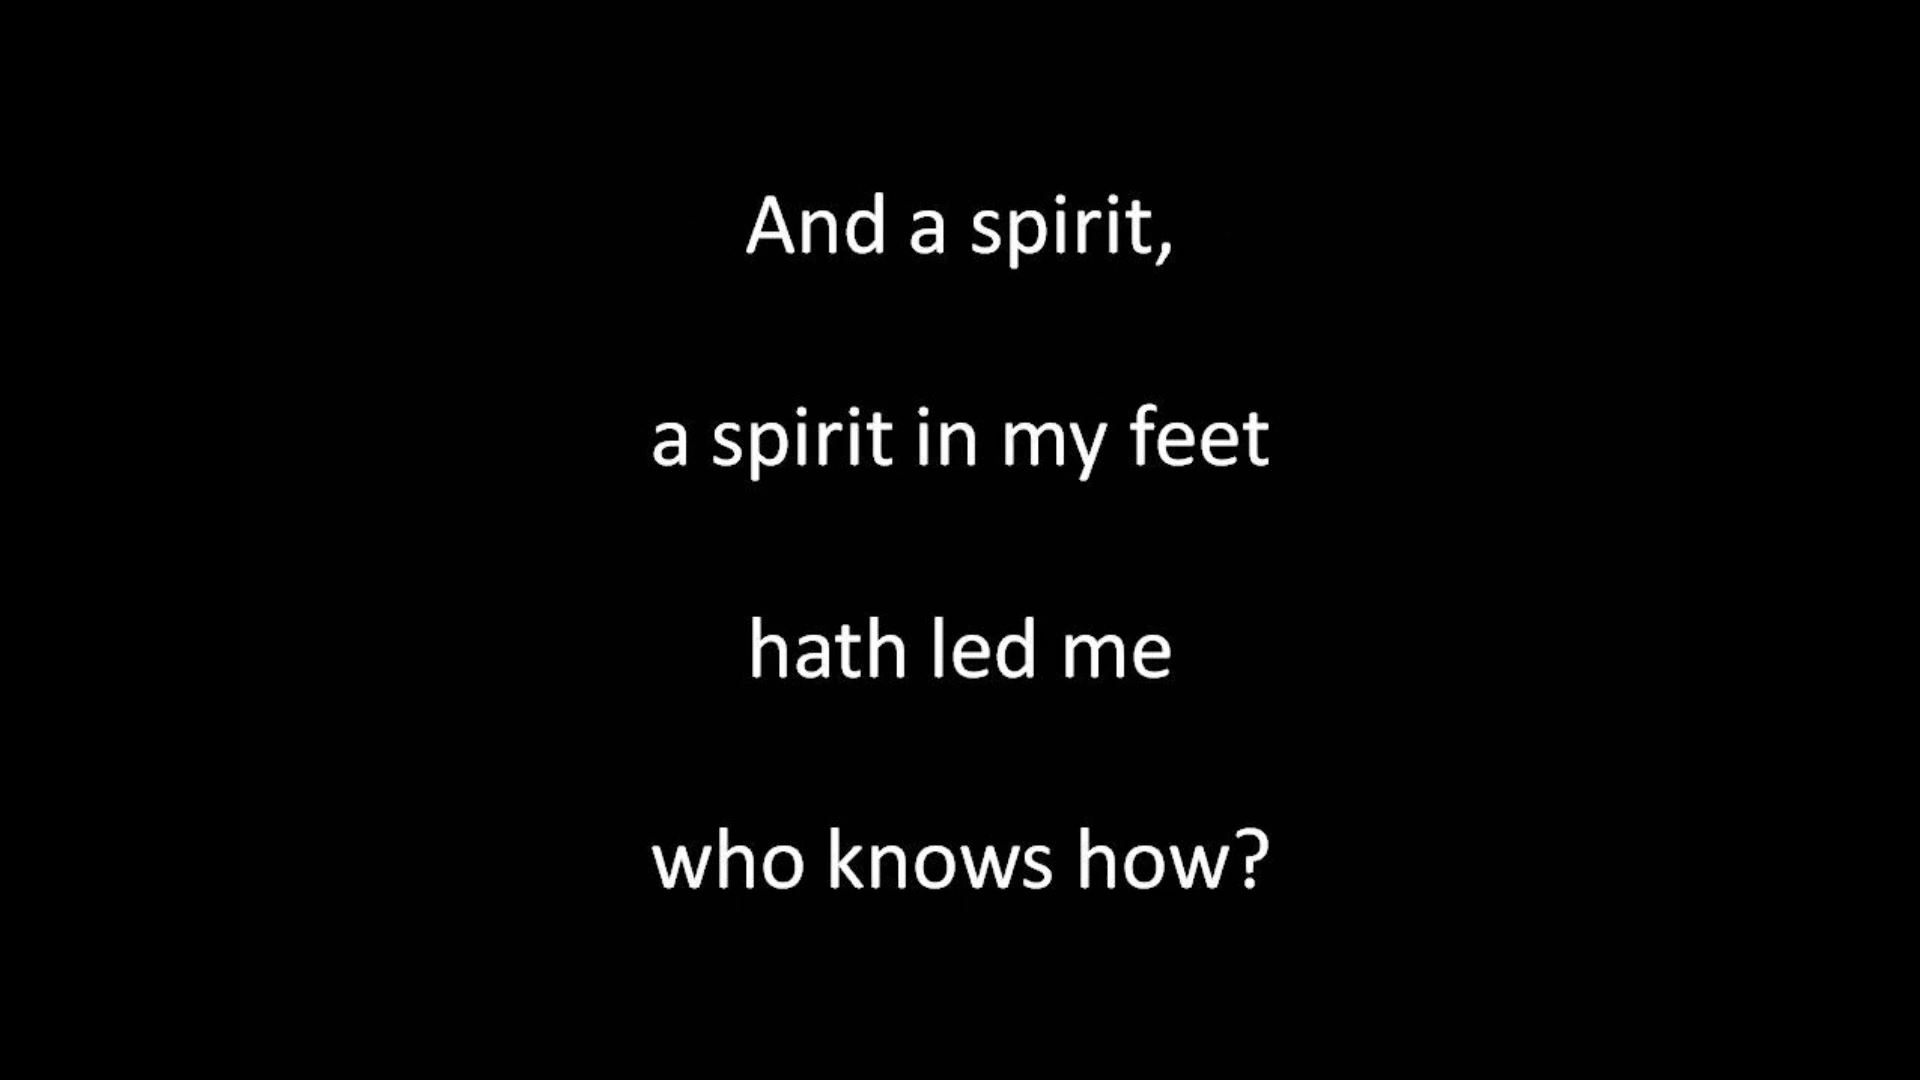 And a spirit,
a spirit in my feet
hath led me
who knows how?